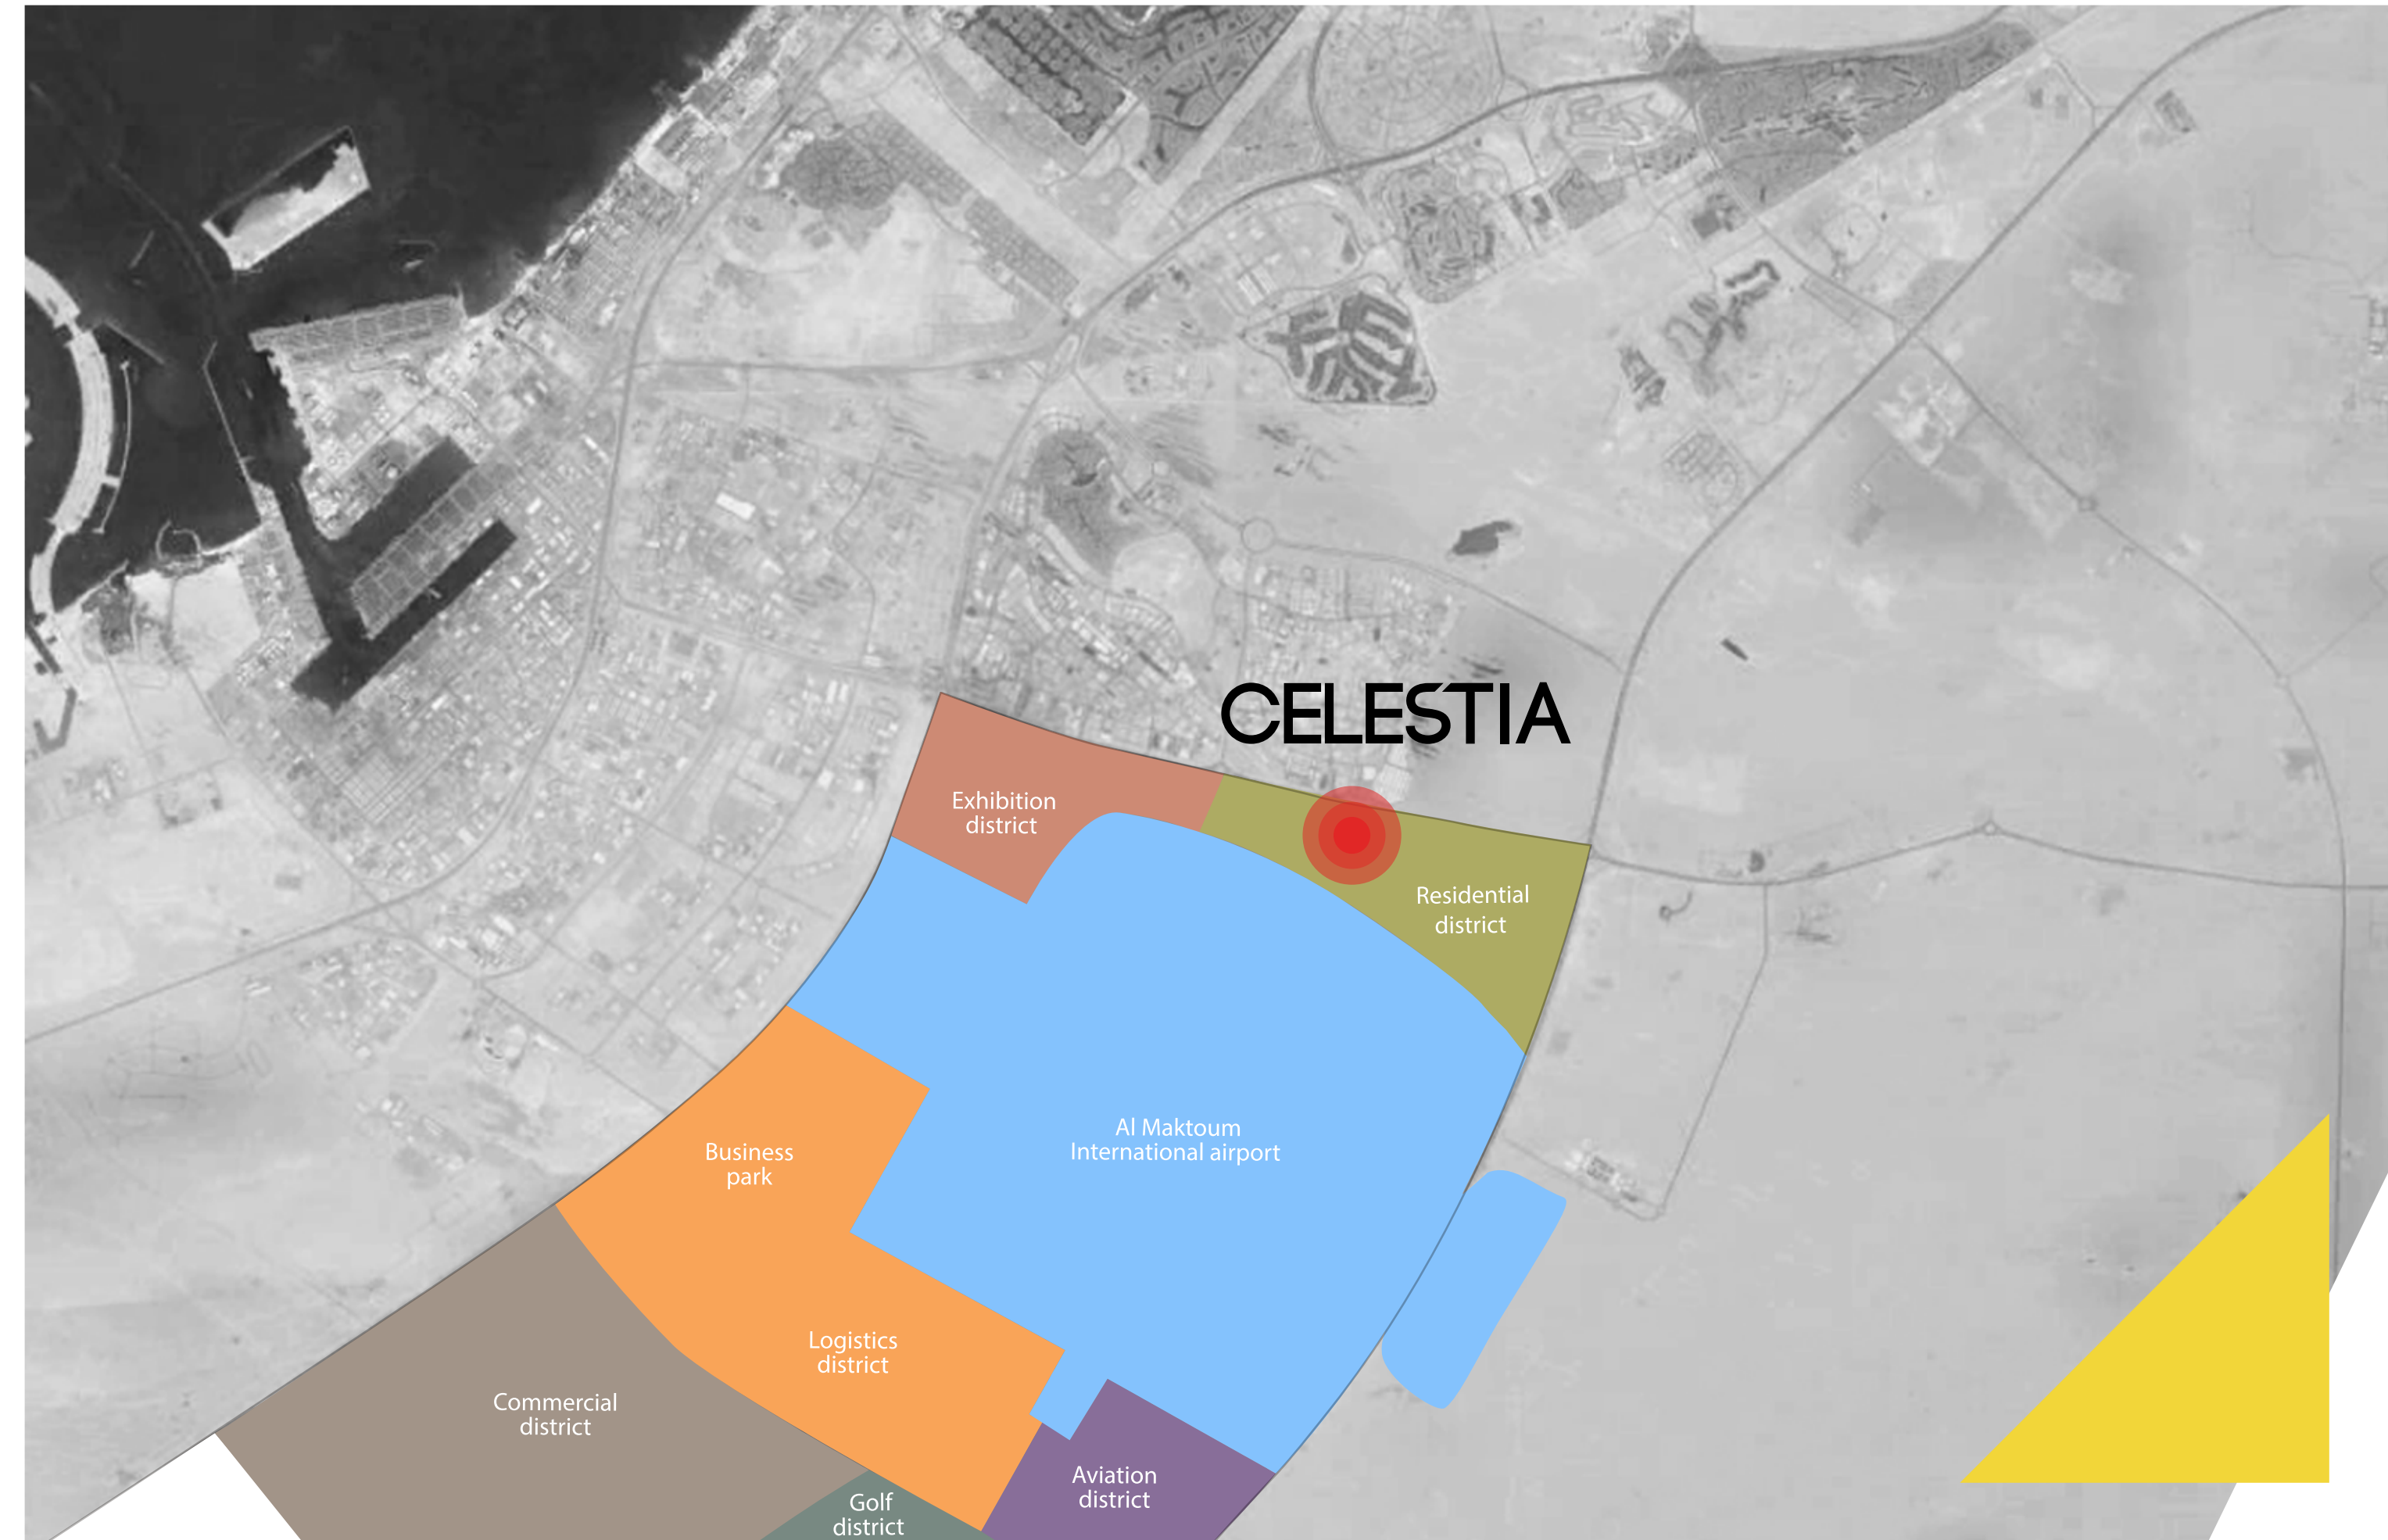 CELESTIA
Exhibition
district
Residential
district
Al Maktoum
International airport
Business
park
Logistics
district
Commercial
district
Aviation
district
Golf
district